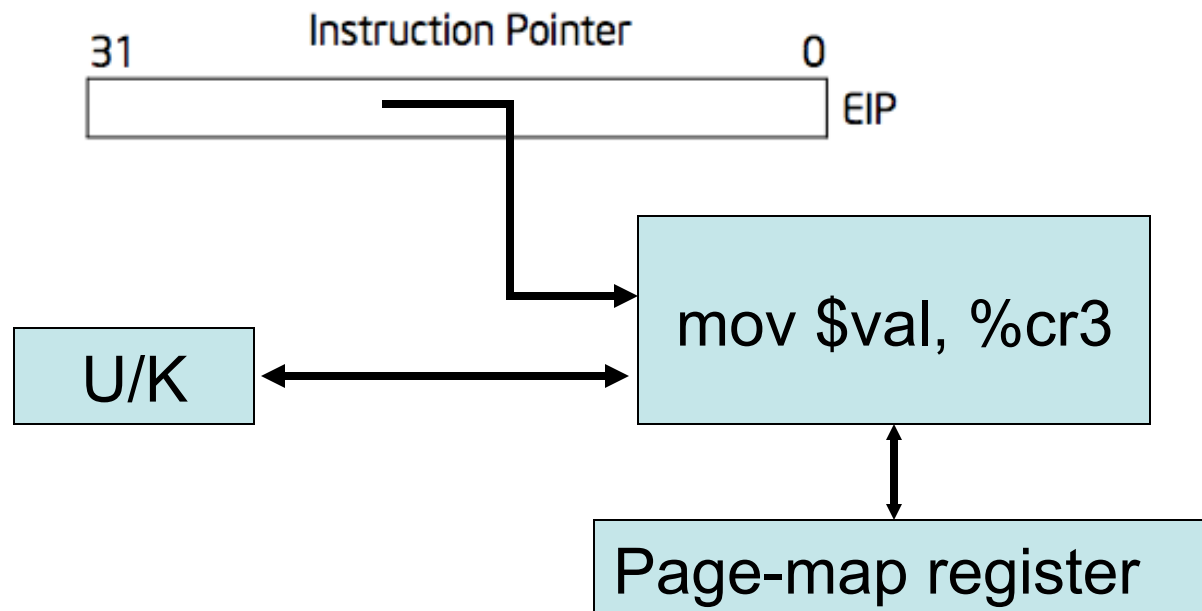 Instruction Pointer
31 0
EIP
mov $val, %cr3
U/K
Page-map register